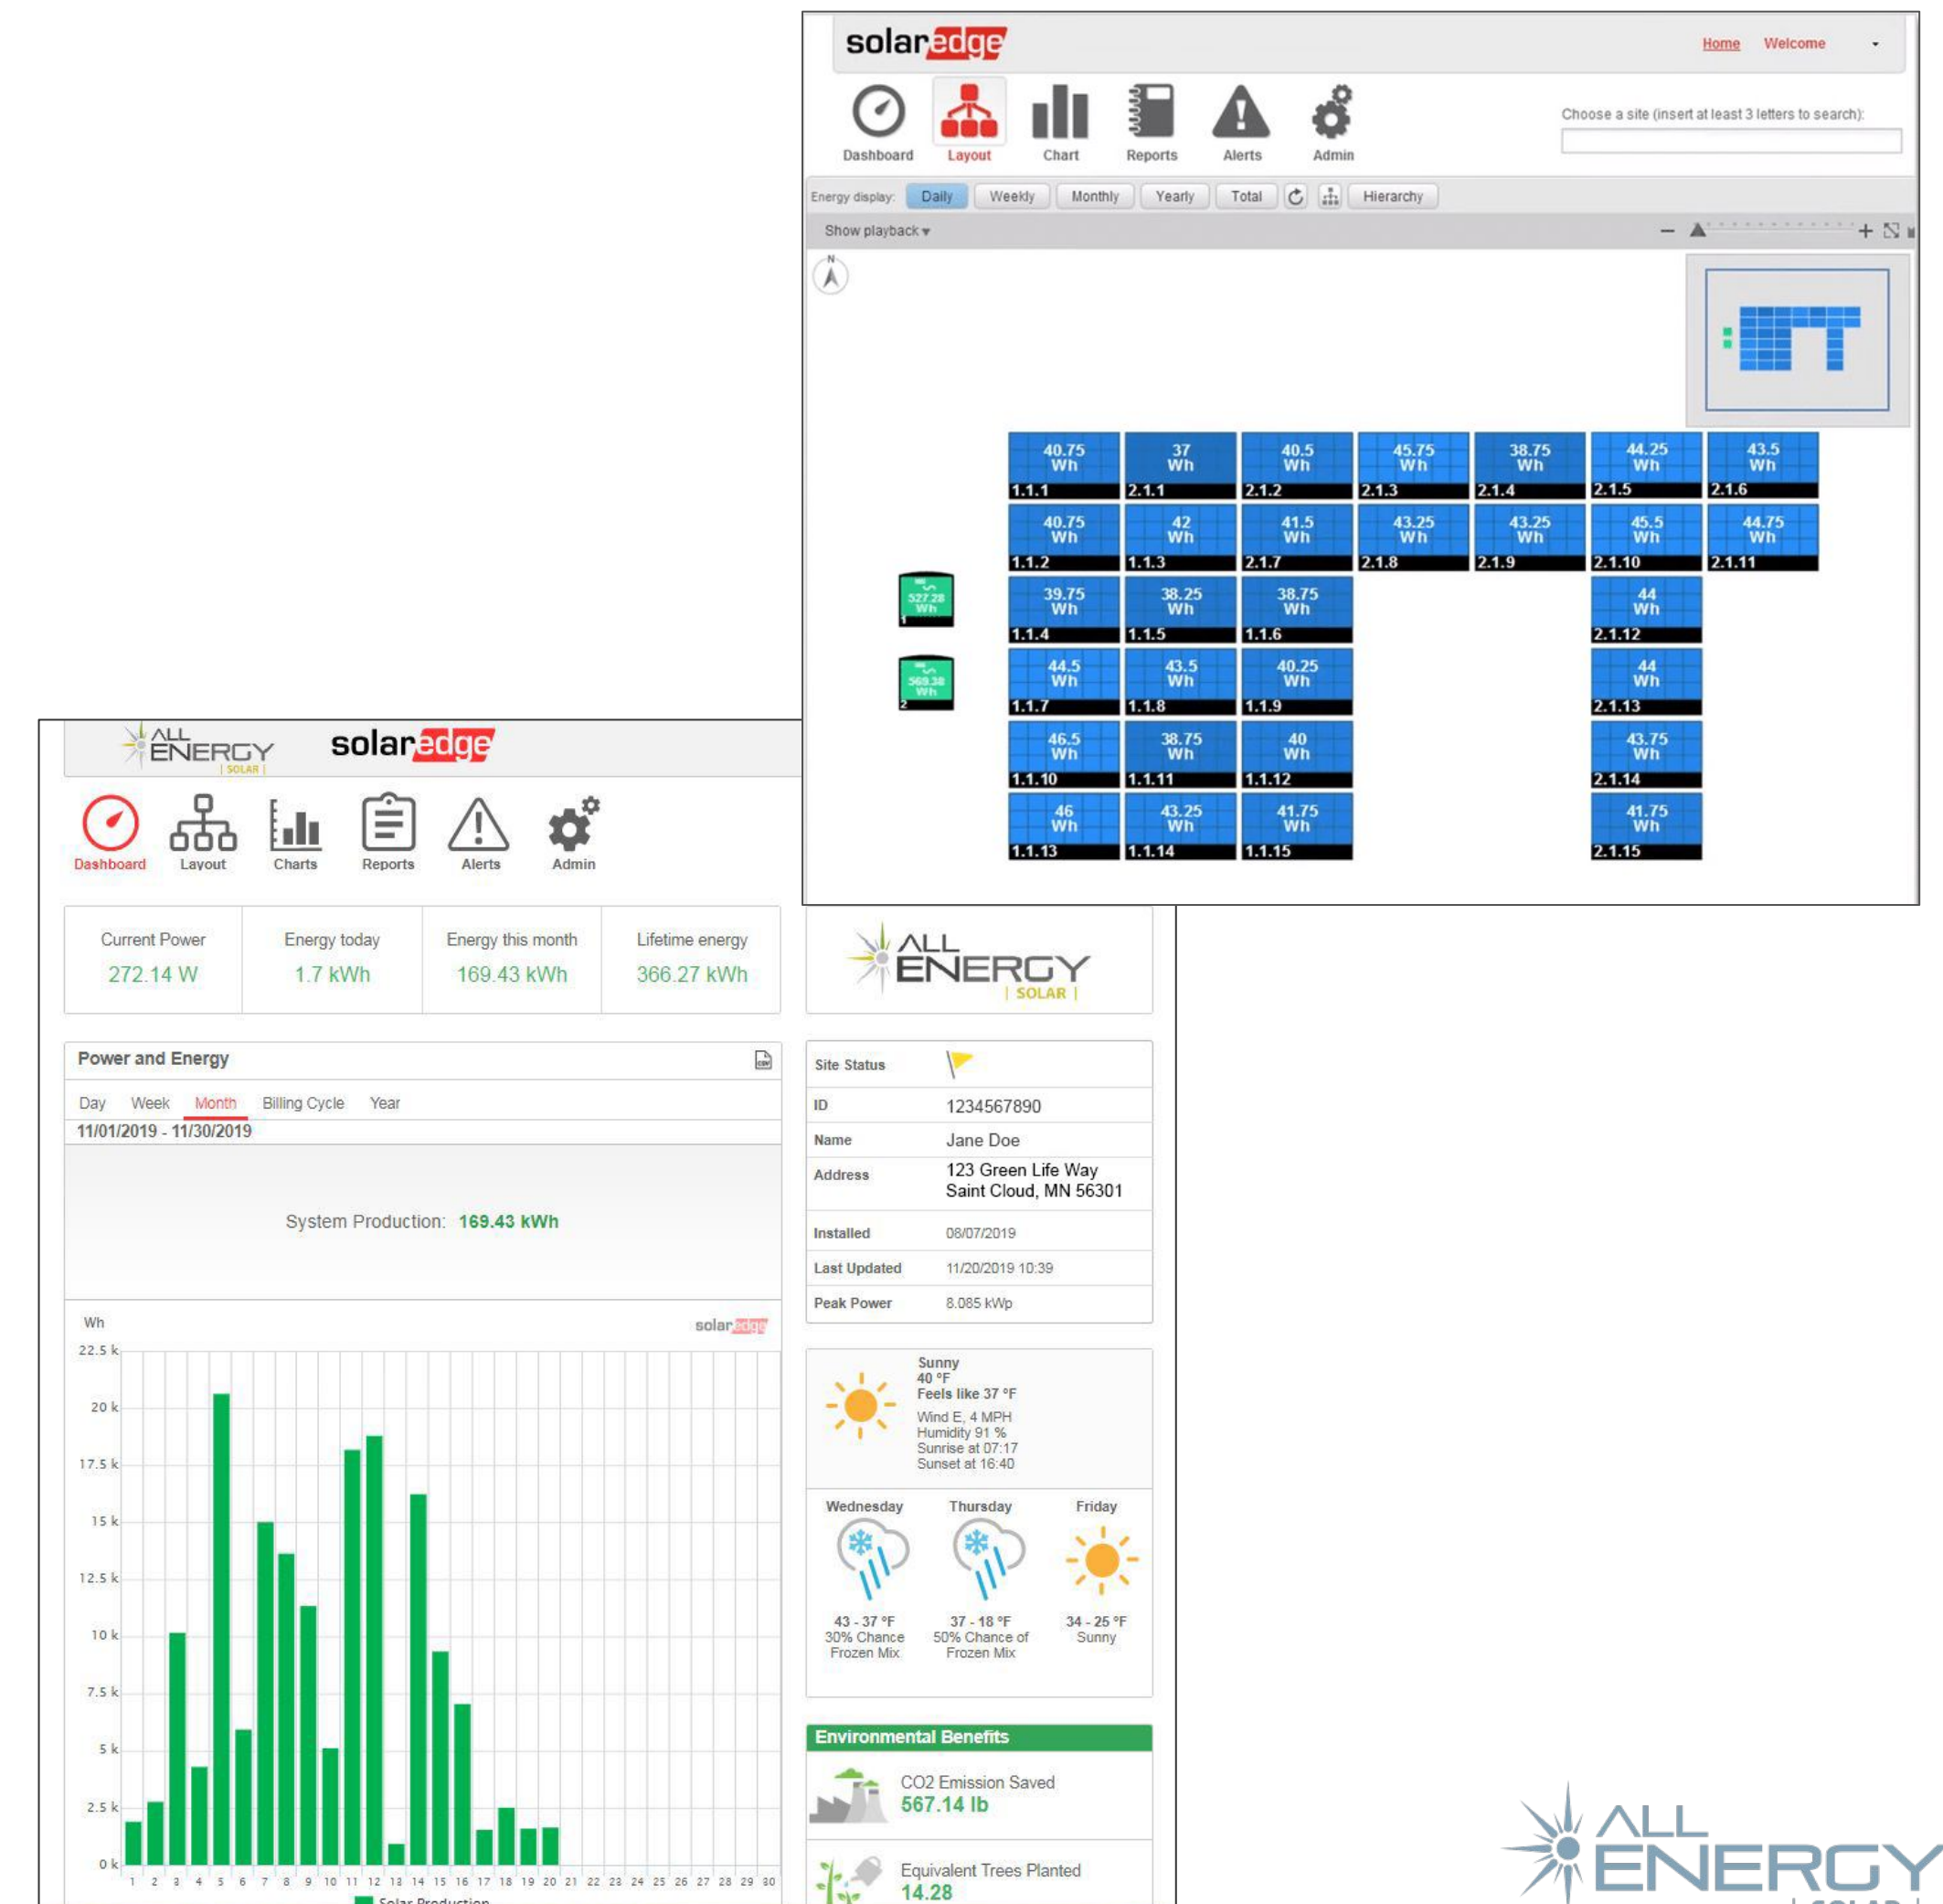 solaredge
Home Welcome
Dashboard Layout Chart Reports Alerts Admin
Choose a site (insert at least 3 letters to search):
Energy display: Daily Weekly Monthly Yearly Total Hierarchy
Show playback
N
40.75 Wh 37 Wh 40.5 Wh 45.75 Wh 38.75 Wh 44.25 Wh 43.5 Wh
1.1.1 2.1.1 2.1.2 2.1.3 2.1.4 2.1.5 2.1.6
40.75 Wh 42 Wh 41.5 Wh 43.25 Wh 43.25 Wh 45.5 Wh 44.75 Wh
1.1.2 1.1.3 2.1.7 2.1.8 2.1.9 2.1.10 2.1.11
527.28 Wh
1
39.75 Wh 38.25 Wh 38.75 Wh 44 Wh
1.1.4 1.1.5 1.1.6 2.1.12
569.38 Wh
2
44.5 Wh 43.5 Wh 40.25 Wh 44 Wh
1.1.7 1.1.8 1.1.9 2.1.13
46.5 Wh 38.75 Wh 40 Wh 43.75 Wh
1.1.10 1.1.11 1.1.12 2.1.14
46 Wh 43.25 Wh 41.75 Wh 41.75 Wh
1.1.13 1.1.14 1.1.15 2.1.15
ALL ENERGY | SOLAR | solaredge
Dashboard Layout Charts Reports Alerts Admin
Current Power Energy today Energy this month Lifetime energy
272.14 W 1.7 kWh 169.43 kWh 366.27 kWh
ALL
ENERGY
| SOLAR |
Power and Energy
CSV
Day Week Month Billing Cycle Year
11/01/2019 - 11/30/2019
System Production: 169.43 kWh
Wh
solaredge
22.5 k
20 k
17.5 k
15 k
12.5 k
10 k
7.5 k
5 k
2.5 k
0 k
1 2 3 4 5 6 7 8 9 10 11 12 13 14 15 16 17 18 19 20 21 22 23 24 25 26 27 28 29 30
Solar Production
Site Status
ID 1234567890
Name Jane Doe
Address 123 Green Life Way
Saint Cloud, MN 56301
Installed 08/07/2019
Last Updated 11/20/2019 10:39
Peak Power 8.085 kWp
Sunny
40 °F
Feels like 37 °F
Wind E, 4 MPH
Humidity 91 %
Sunrise at 07:17
Sunset at 16:40
Wednesday Thursday Friday
43 - 37 °F 37 - 18 °F 34 - 25 °F
30% Chance 50% Chance of Sunny
Frozen Mix Frozen Mix
Environmental Benefits
CO2 Emission Saved
567.14 lb
Equivalent Trees Planted
14.28
ALL
ENERGY
| SOLAR |